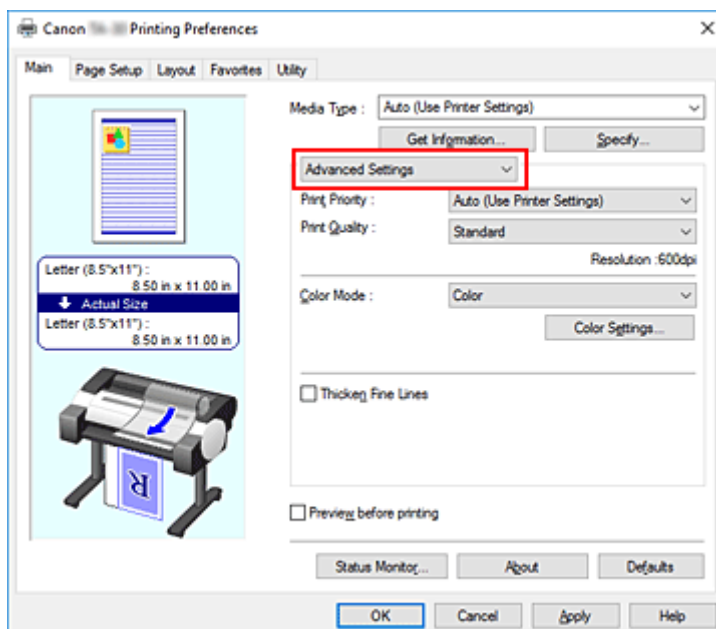 Canon Printing Preferences
Main Page Setup Layout Favorites Utility
Media Type : Auto (Use Printer Settings)
Get Information... Specify...
Advanced Settings
Print Priority : Auto (Use Printer Settings)
Print Quality : Standard
Resolution :600dpi
Letter (8.5"x11") :
8.50 in x 11.00 in
Actual Size
Letter (8.5"x11") :
8.50 in x 11.00 in
Color Mode : Color
Color Settings...
Thicken Fine Lines
R
Preview before printing
Status Monitor... About Defaults
OK Cancel Apply Help